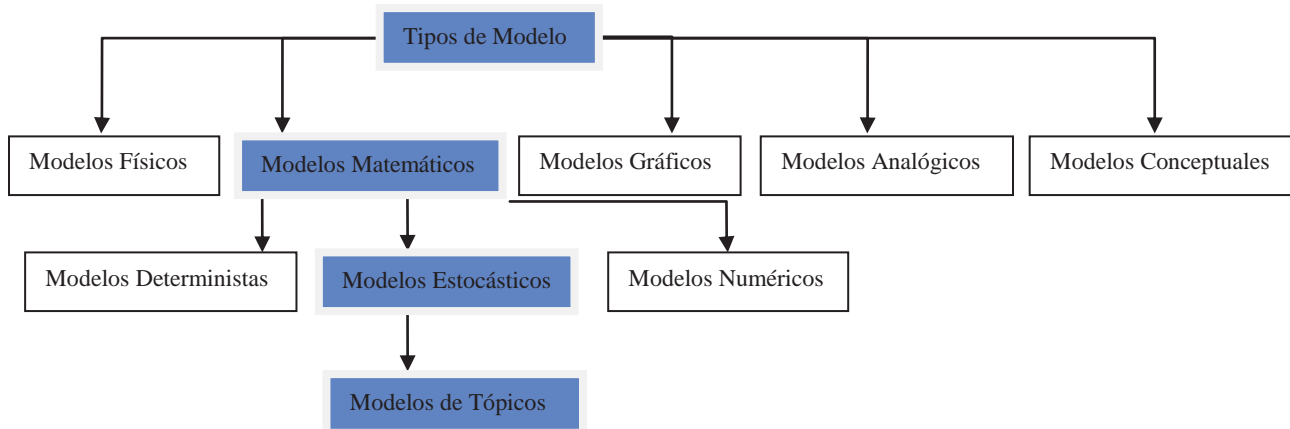 Tipos de Modelo
Modelos Físicos
Modelos Matemáticos
Modelos Gráficos
Modelos Analógicos
Modelos Conceptuales
Modelos Deterministas
Modelos Estocásticos
Modelos Numéricos
Modelos de Tópicos